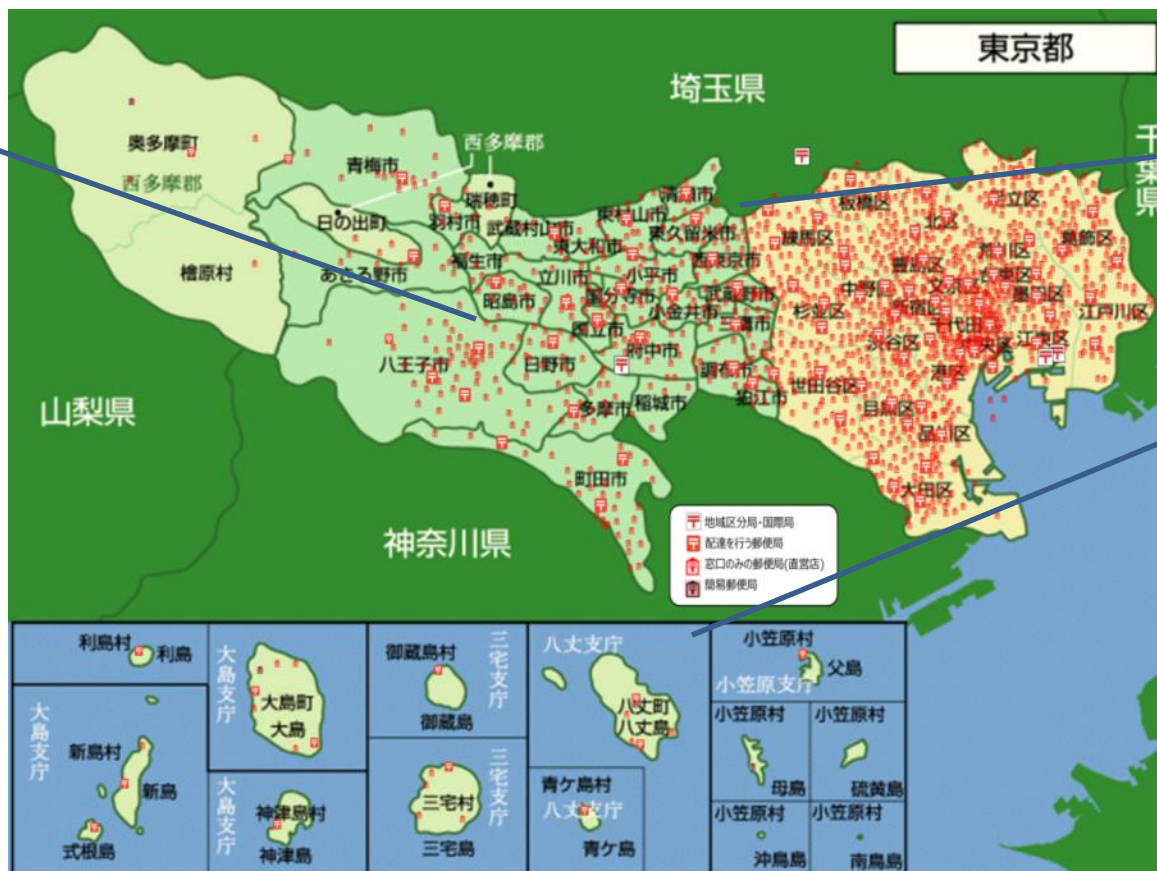 東京都
埼玉県
千葉県
山梨県
神奈川県
奥多摩町
西多摩郡
檜原村
青梅市
西多摩郡
瑞穂町
日の出町
羽村市
あきる野市
福生市
武蔵村山市
東大和市
東村山市
清瀬市
東久留米市
西東京市
昭島市
立川市
小平市
国分寺市
小金井市
武蔵野市
三鷹市
国立市
府中市
調布市
狛江市
八王子市
日野市
多摩市
稲城市
町田市
板橋区
北区
足立区
練馬区
荒川区
葛飾区
豊島区
台東区
中野区
文京区
墨田区
杉並区
新宿区
千代田
江戸川区
渋谷区
中央区
江東区
港区
世田谷区
目黒区
品川区
大田区
地域区分局・国際局
配達を行う郵便局
窓口のみの郵便局(直営店)
簡易郵便局
利島村
利島
大島支庁
新島村
新島
式根島
大島支庁
大島町
大島
大島支庁
神津島村
神津島
三宅支庁
御蔵島村
御蔵島
三宅支庁
三宅村
三宅島
八丈支庁
八丈町
八丈島
青ケ島村
八丈支庁
青ケ島
小笠原村
父島
小笠原支庁
小笠原村
母島
小笠原村
硫黄島
小笠原村
沖鳥島
小笠原村
南鳥島